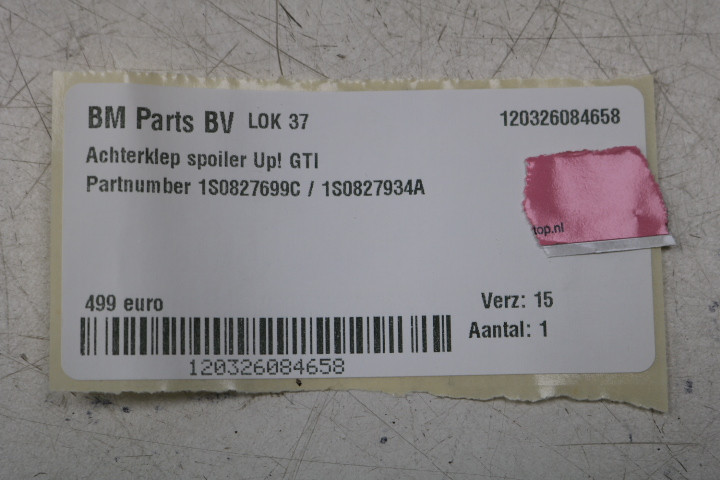 BM Parts BV LOK 37 120326084658
Achterklep spoiler Up! GTI
Partnumber 1S0827699C / 1S0827934A
top.nl
499 euro Verz: 15
Aantal: 1
120326084658